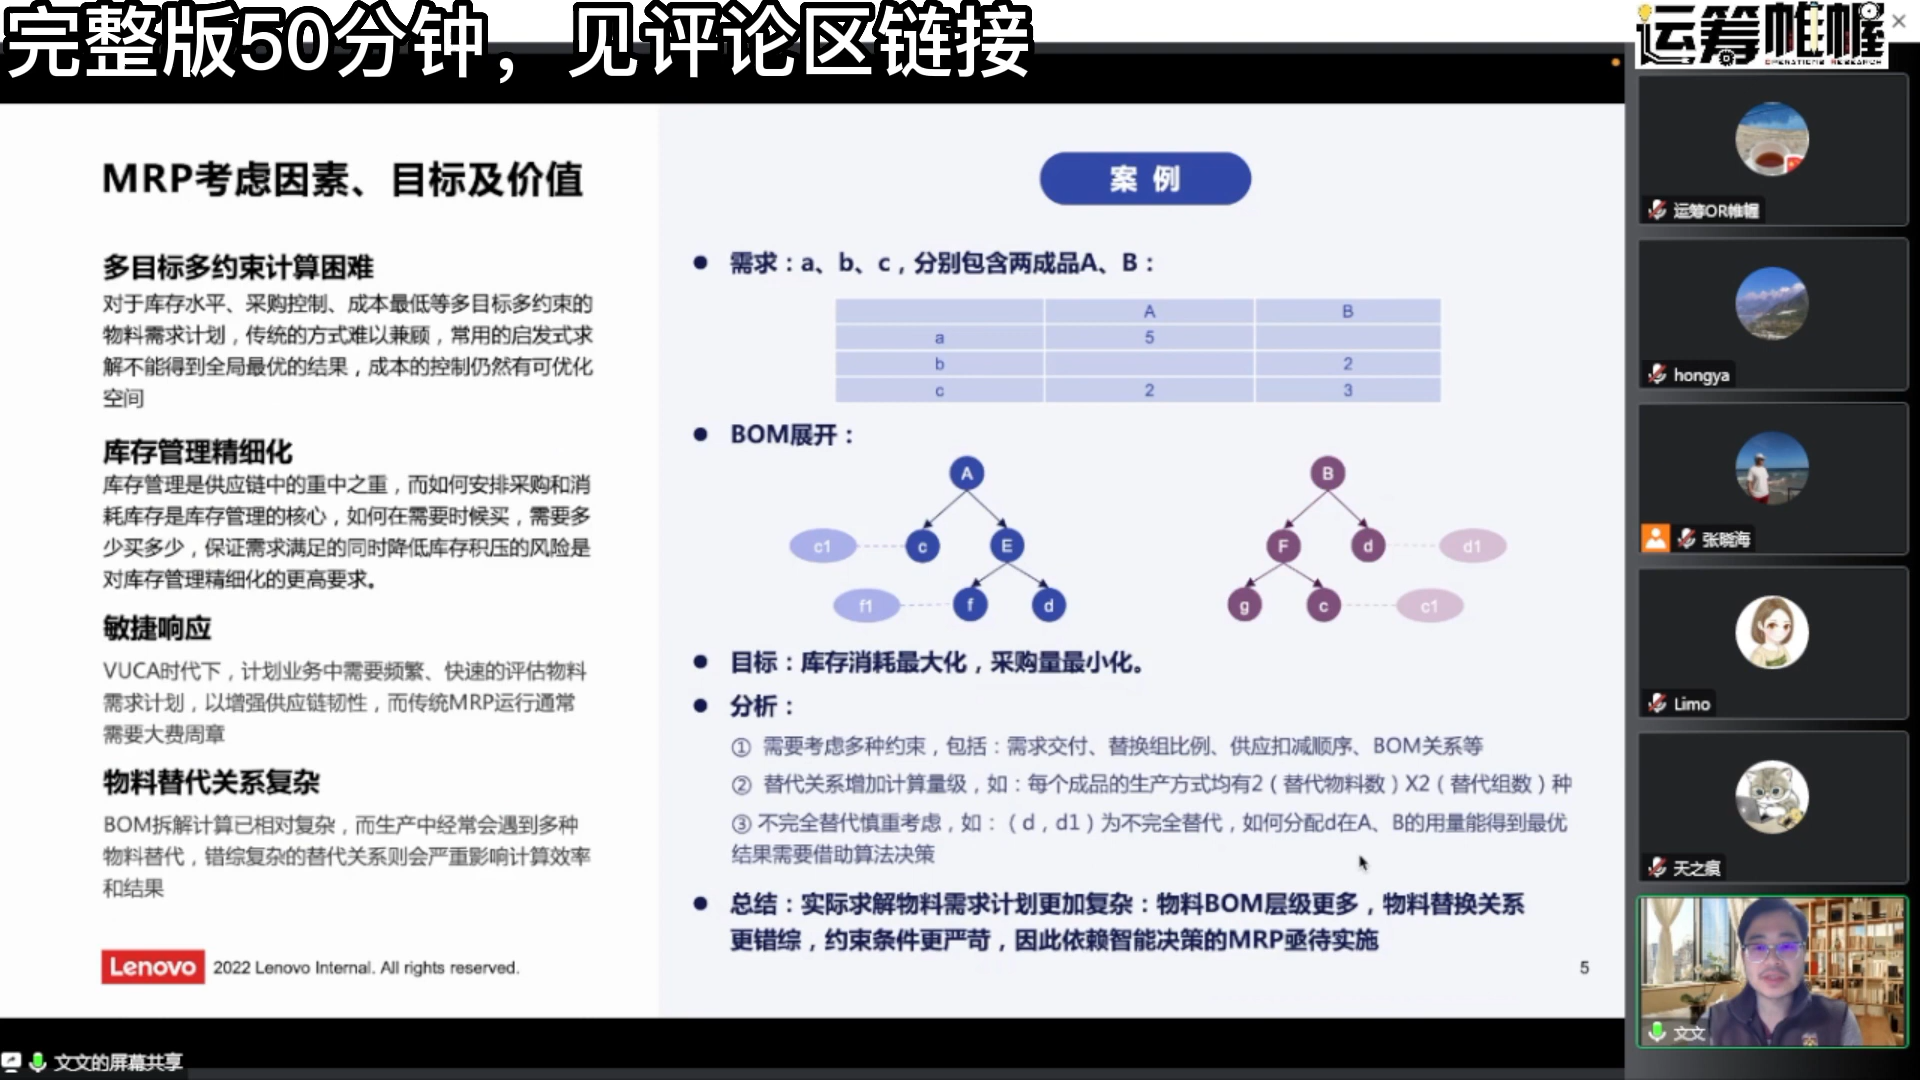 完整版50分钟，见评论区链接
运筹帷幄
OPERATIONS RESEARCH
MRP考虑因素、目标及价值
多目标多约束计算困难
对于库存水平、采购控制、成本最低等多目标多约束的
物料需求计划，传统的方式难以兼顾，常用的启发式求
解不能得到全局最优的结果，成本的控制仍然有可优化
空间
库存管理精细化
库存管理是供应链中的重中之重，而如何安排采购和消
耗库存是库存管理的核心，如何在需要时候买，需要多
少买多少，保证需求满足的同时降低库存积压的风险是
对库存管理精细化的更高要求。
敏捷响应
VUCA时代下，计划业务中需要频繁、快速的评估物料
需求计划，以增强供应链韧性，而传统MRP运行通常
需要大费周章
物料替代关系复杂
BOM拆解计算已相对复杂，而生产中经常会遇到多种
物料替代，错综复杂的替代关系则会严重影响计算效率
和结果
Lenovo 2022 Lenovo Internal. All rights reserved.
案 例
● 需求：a、b、c，分别包含两成品A、B：
A B
a 5
b 2
c 2 3
● BOM展开：
A B
c1 c E F d d1
f1 f d g c c1
● 目标：库存消耗最大化，采购量最小化。
● 分析：
① 需要考虑多种约束，包括：需求交付、替换组比例、供应扣减顺序、BOM关系等
② 替代关系增加计算量级，如：每个成品的生产方式均有2（替代物料数）X2（替代组数）种
③ 不完全替代慎重考虑，如：（d，d1）为不完全替代，如何分配d在A、B的用量能得到最优
结果需要借助算法决策
● 总结：实际求解物料需求计划更加复杂：物料BOM层级更多，物料替换关系
更错综，约束条件更严苛，因此依赖智能决策的MRP亟待实施
5
运筹OR帷幄
hongya
张晓海
Limo
天之痕
文文
文文的屏幕共享